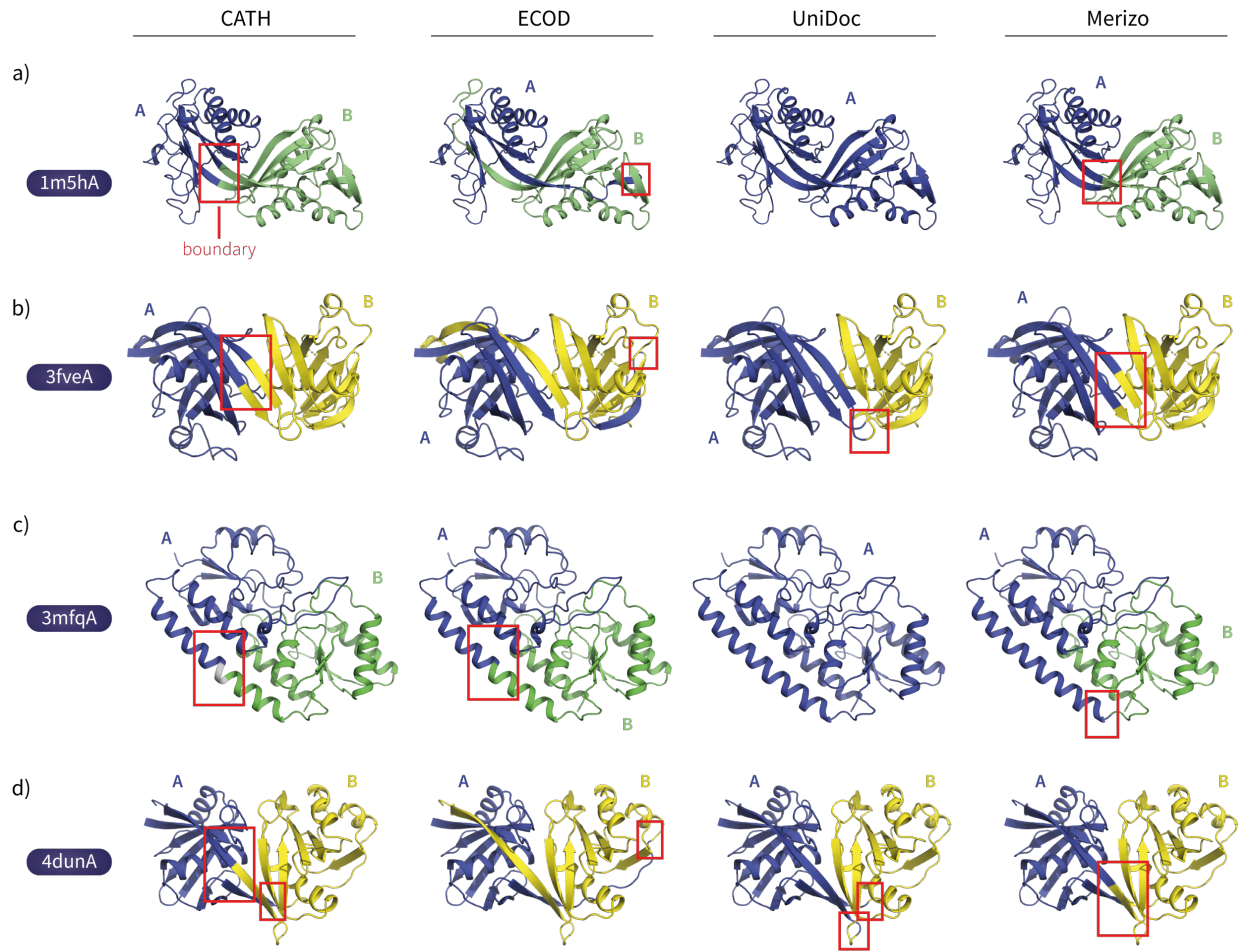 CATH ECOD UniDoc Merizo
a)
A B A B A A B
1m5hA
boundary
b)
A B B B A B
3fveA
A A
c)
A B A A A
3mfqA
B
B
d)
A B A B A B A B
4dunA